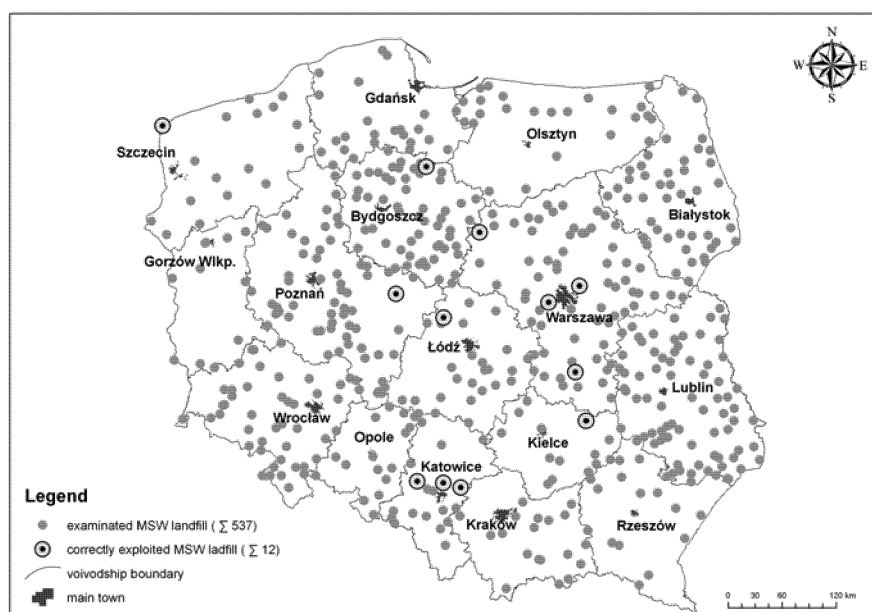 N
W E
S
Gdańsk
Olsztyn
Szczecin
Białystok
Bydgoszcz
Gorzów Wlkp.
Poznań
Warszawa
Łódź
Lublin
Wrocław
Opole
Kielce
Katowice
Kraków
Rzeszów
Legend
examinated MSW landfill ( ∑ 537)
correctly exploited MSW ladfill ( ∑ 12)
voivodship boundary
main town
0 30 60 120 km